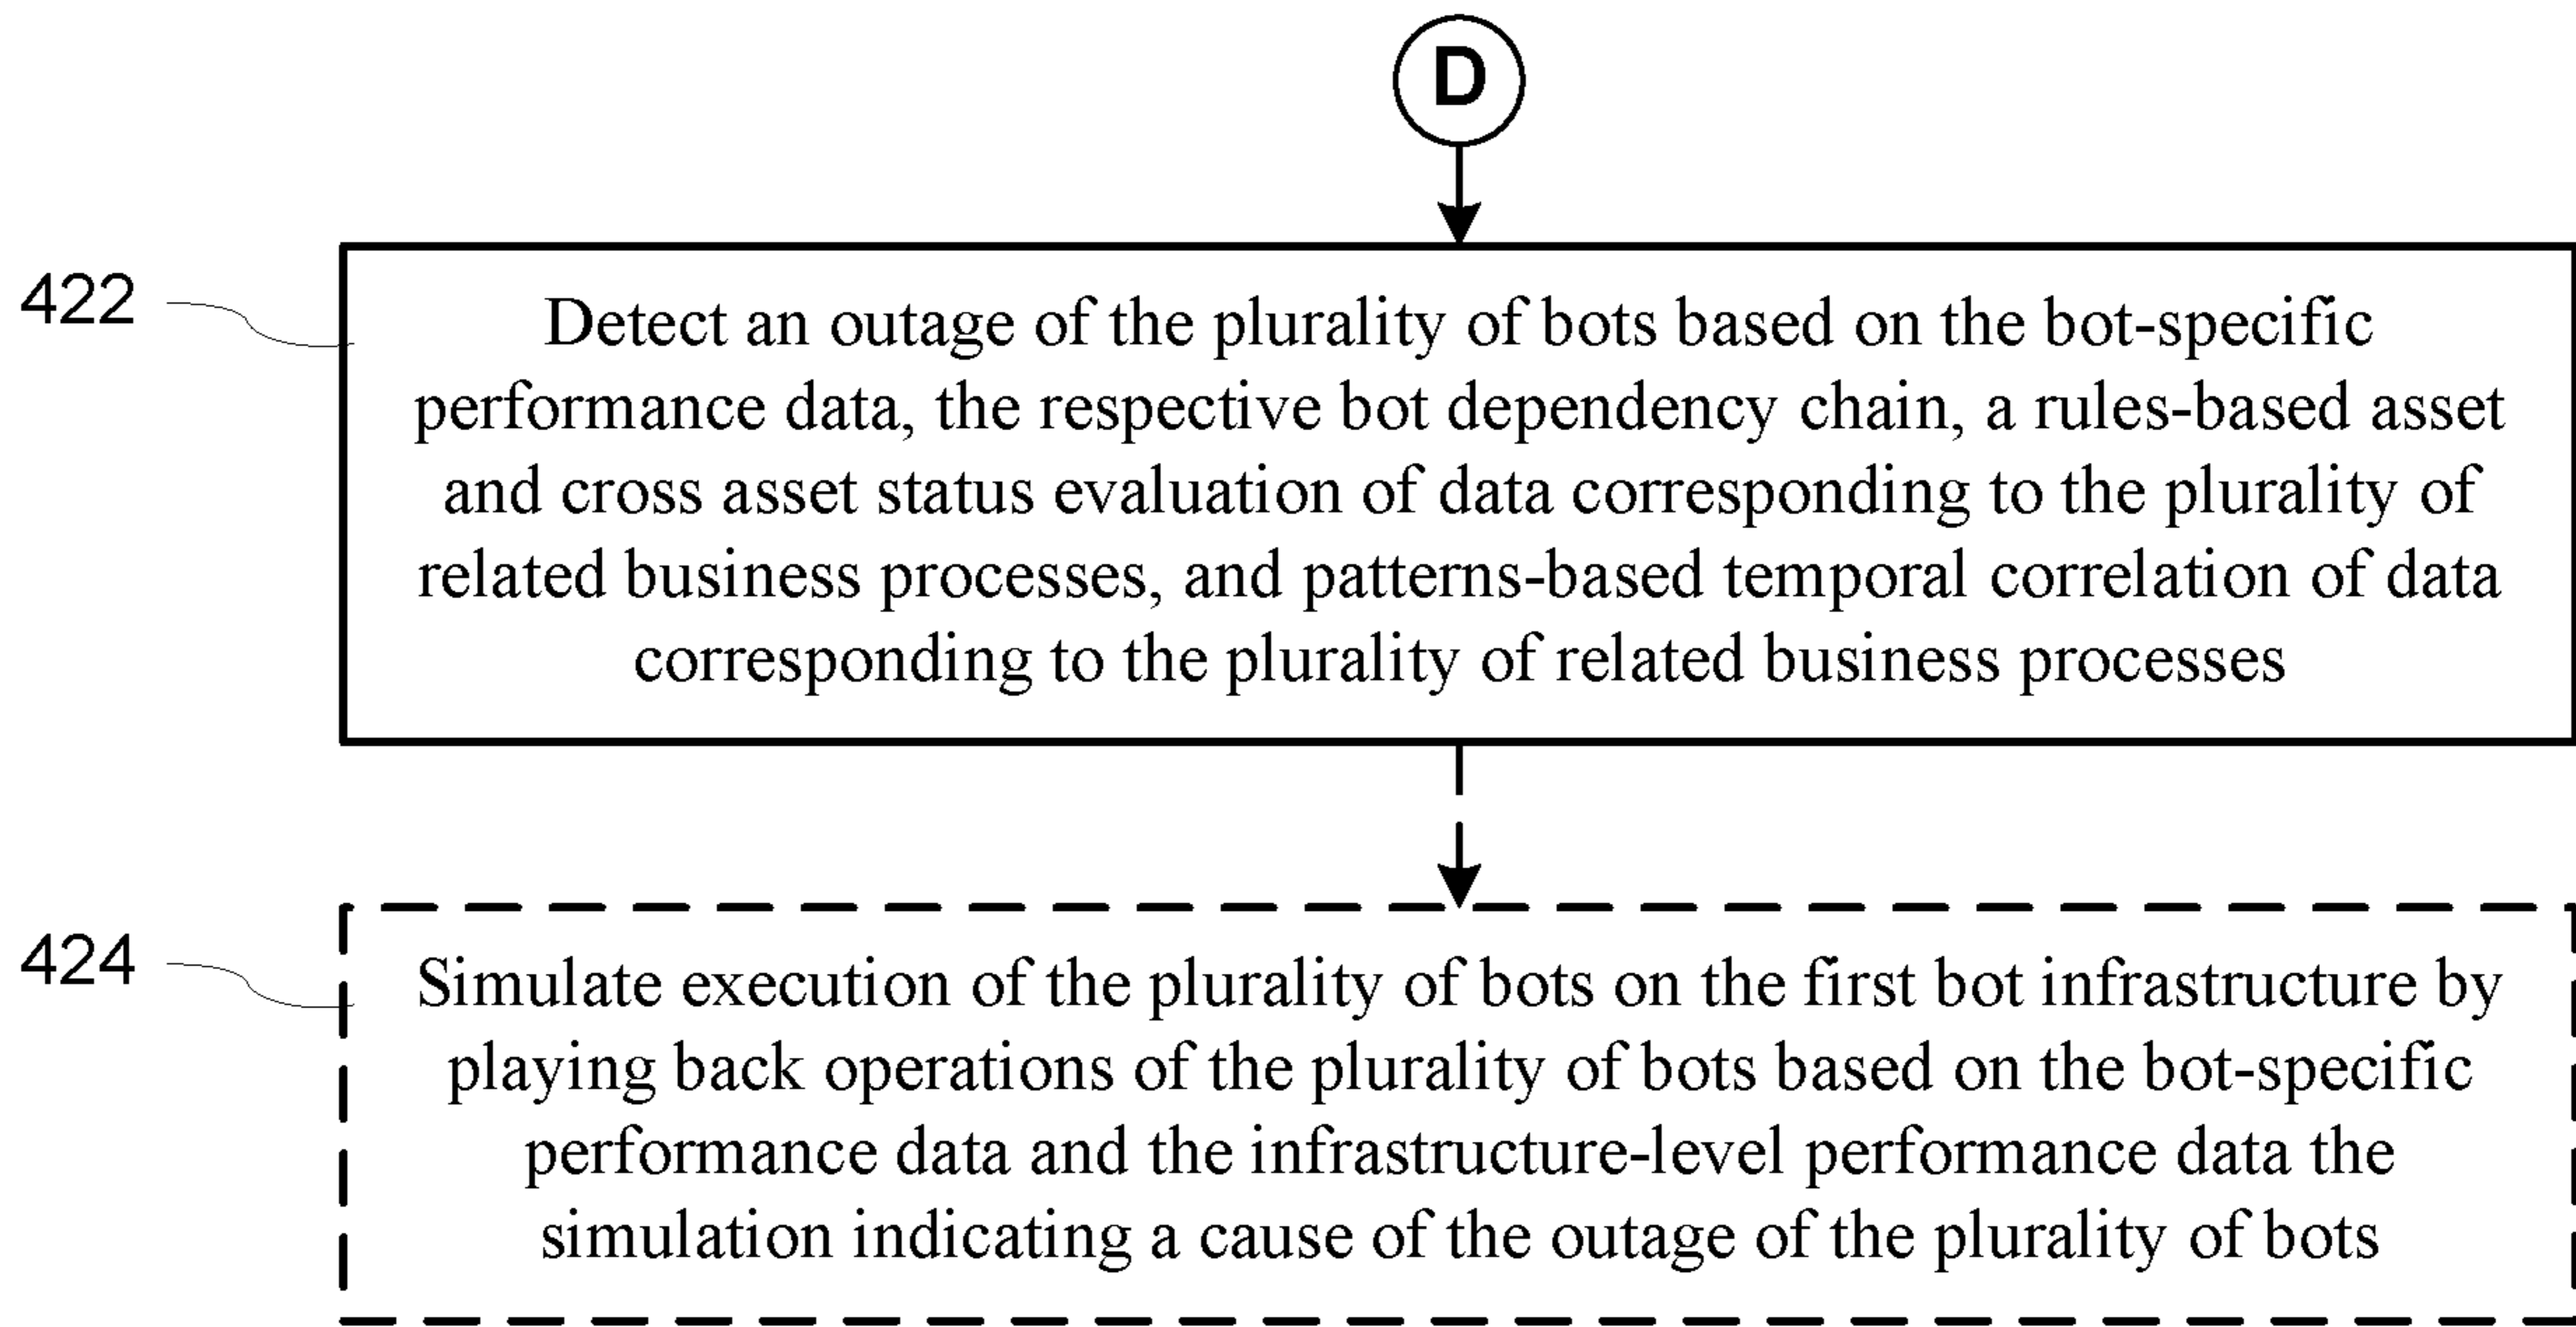 D
422
Detect an outage of the plurality of bots based on the bot-specific
performance data, the respective bot dependency chain, a rules-based asset
and cross asset status evaluation of data corresponding to the plurality of
related business processes, and patterns-based temporal correlation of data
corresponding to the plurality of related business processes
424
Simulate execution of the plurality of bots on the first bot infrastructure by
playing back operations of the plurality of bots based on the bot-specific
performance data and the infrastructure-level performance data the
simulation indicating a cause of the outage of the plurality of bots